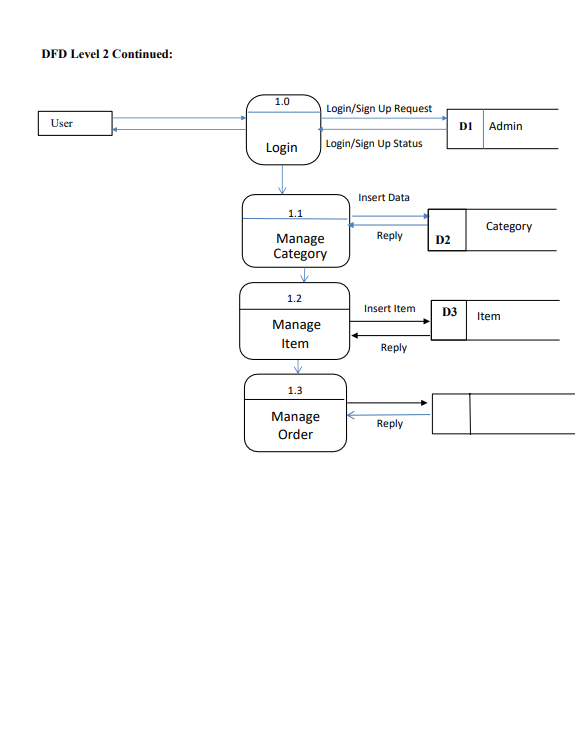 DFD Level 2 Continued:
1.0
Login/Sign Up Request
User
D1 Admin
Login/Sign Up Status
Login
Insert Data
1.1
Category
Manage
Category
Reply
D2
1.2
Insert Item
D3 Item
Manage
Item
Reply
1.3
Manage
Order
Reply